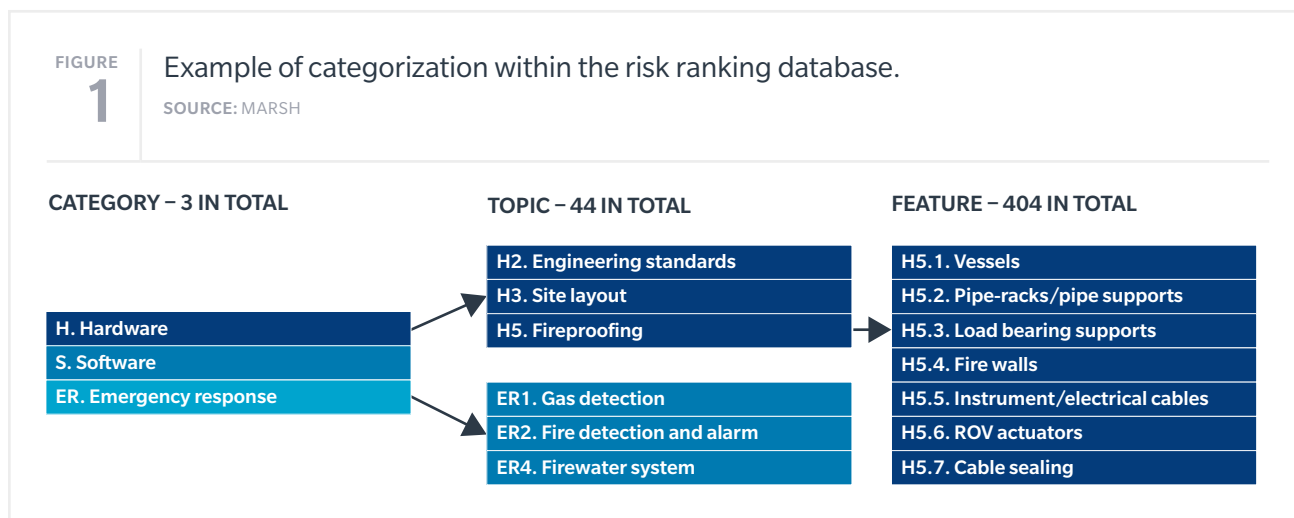 FIGURE
1
Example of categorization within the risk ranking database.
SOURCE: MARSH
CATEGORY – 3 IN TOTAL
H. Hardware
S. Software
ER. Emergency response
TOPIC – 44 IN TOTAL
H2. Engineering standards
H3. Site layout
H5. Fireproofing
ER1. Gas detection
ER2. Fire detection and alarm
ER4. Firewater system
FEATURE – 404 IN TOTAL
H5.1. Vessels
H5.2. Pipe-racks/pipe supports
H5.3. Load bearing supports
H5.4. Fire walls
H5.5. Instrument/electrical cables
H5.6. ROV actuators
H5.7. Cable sealing